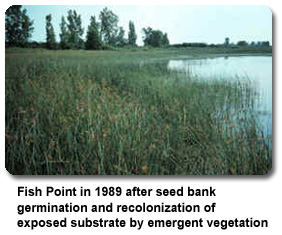 Fish Point in 1989 after seed bank
germination and recolonization of
exposed substrate by emergent vegetation